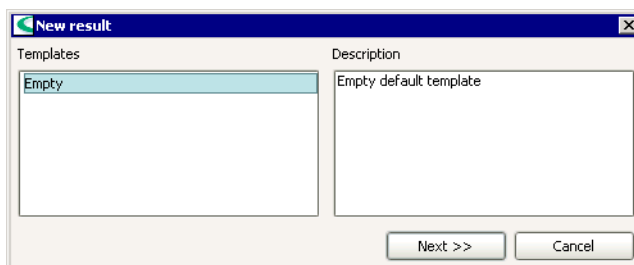 New result
Templates
Description
Empty
Empty default template
Next >>
Cancel